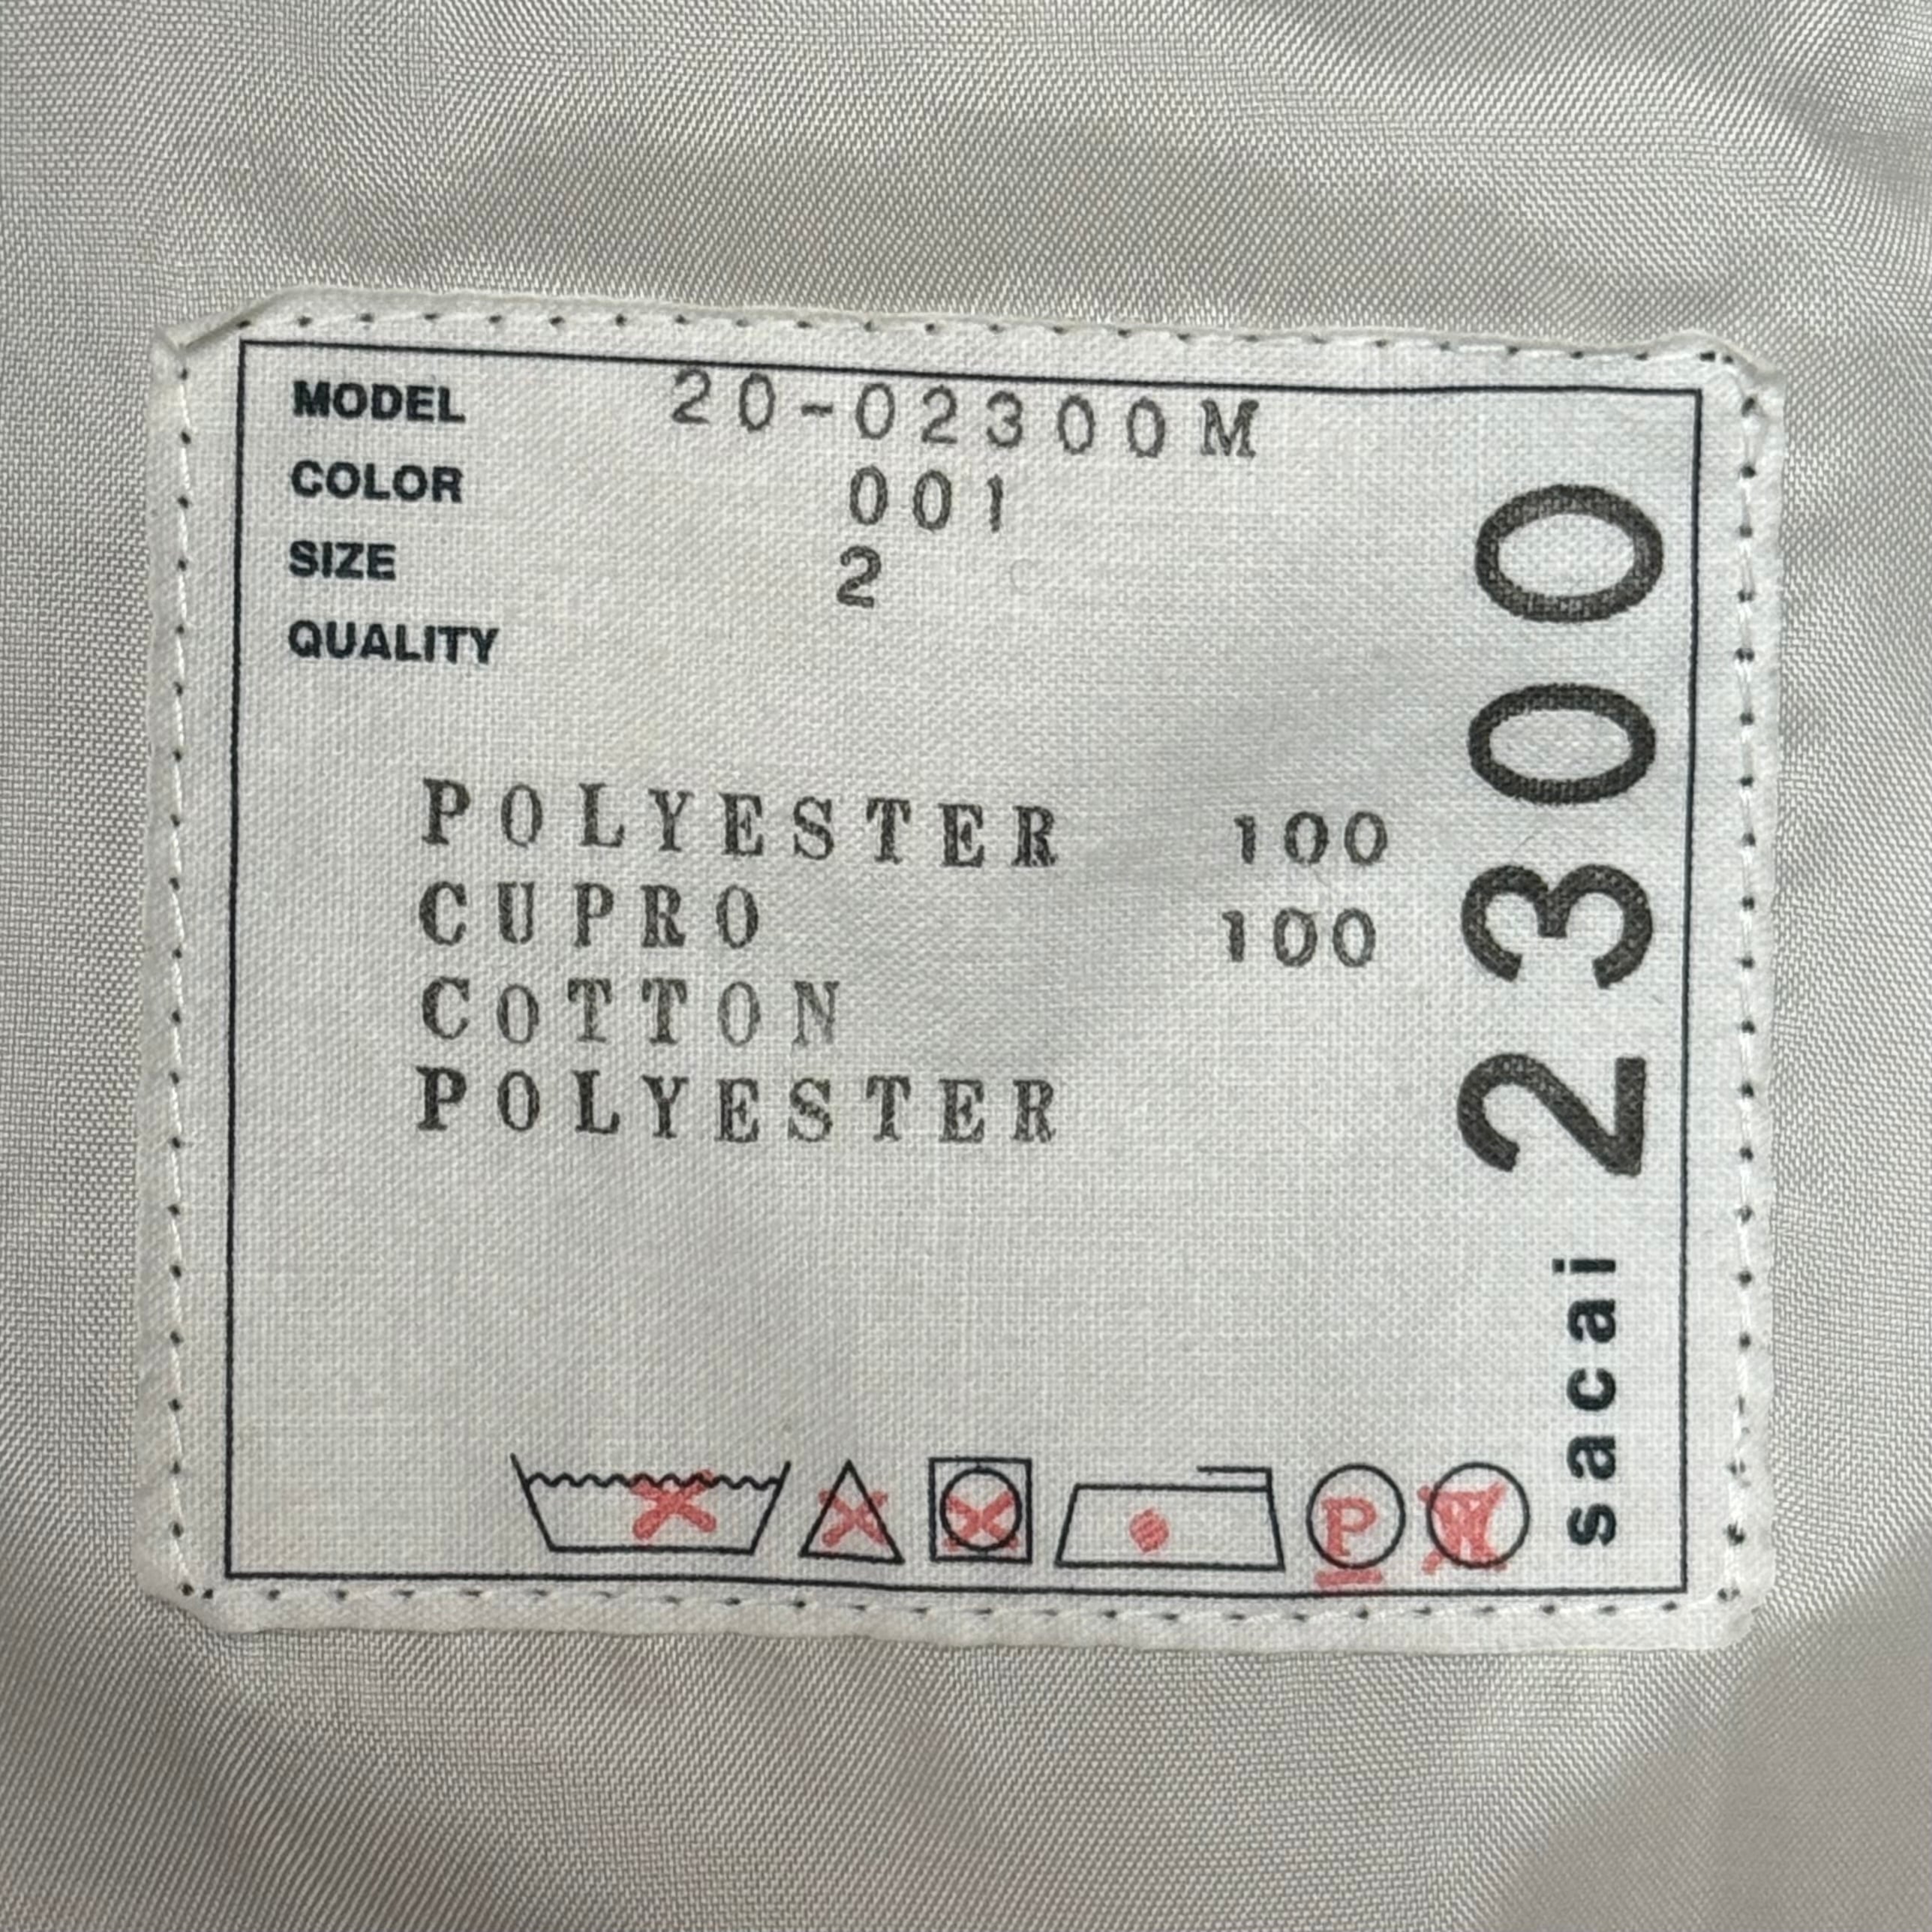 MODEL 20-02300M
COLOR 001
SIZE 2
QUALITY
POLYESTER 100
CUPRO 100
COTTON
POLYESTER
P W
sacai 2300